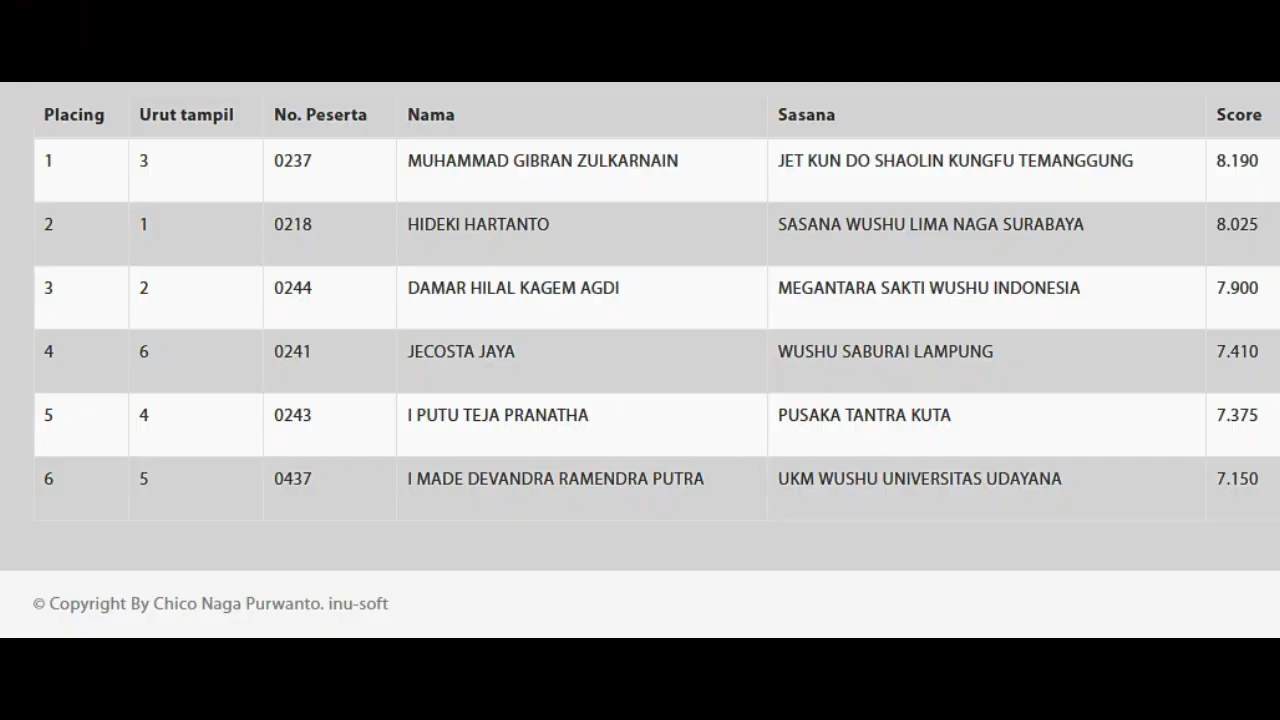 Placing Urut tampil No. Peserta Nama Sasana Score
1 3 0237 MUHAMMAD GIBRAN ZULKARNAIN JET KUN DO SHAOLIN KUNGFU TEMANGGUNG 8.190
2 1 0218 HIDEKI HARTANTO SASANA WUSHU LIMA NAGA SURABAYA 8.025
3 2 0244 DAMAR HILAL KAGEM AGDI MEGANTARA SAKTI WUSHU INDONESIA 7.900
4 6 0241 JECOSTA JAYA WUSHU SABURAI LAMPUNG 7.410
5 4 0243 I PUTU TEJA PRANATHA PUSAKA TANTRA KUTA 7.375
6 5 0437 I MADE DEVANDRA RAMENDRA PUTRA UKM WUSHU UNIVERSITAS UDAYANA 7.150
© Copyright By Chico Naga Purwanto. inu-soft